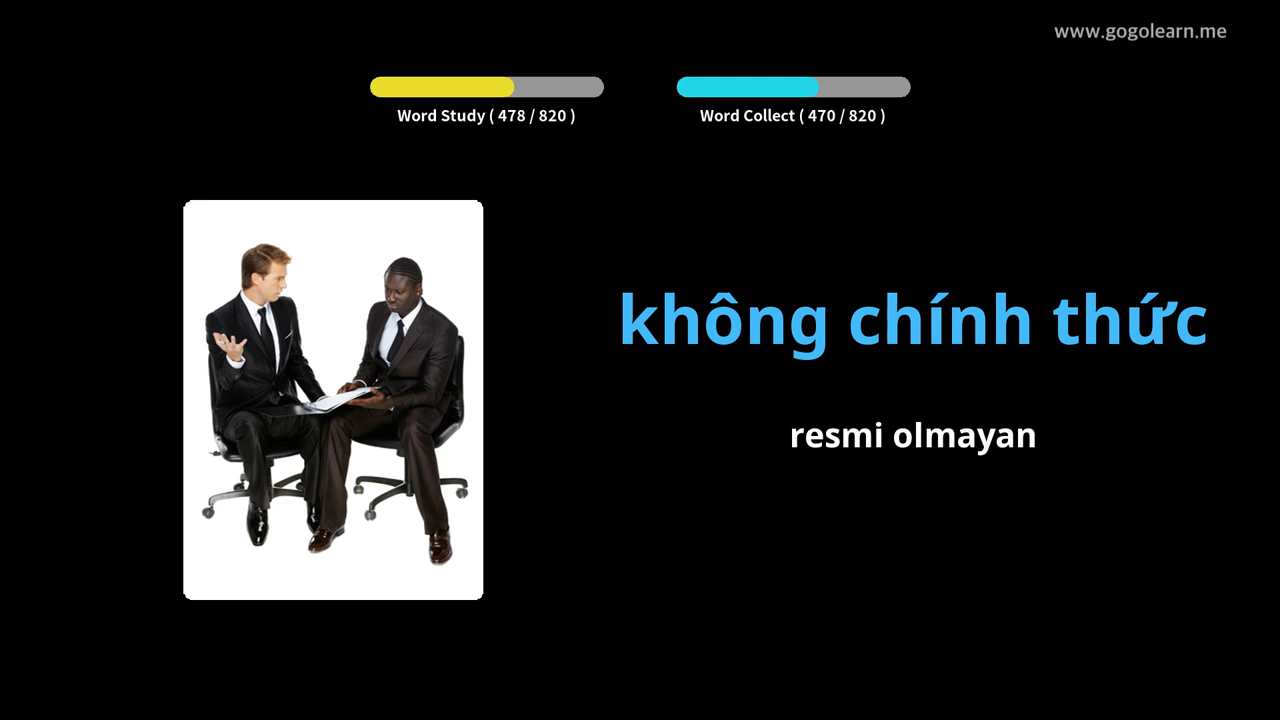 www.gogolearn.me
Word Study ( 478 / 820 )
Word Collect ( 470 / 820 )
không chính thức
resmi olmayan